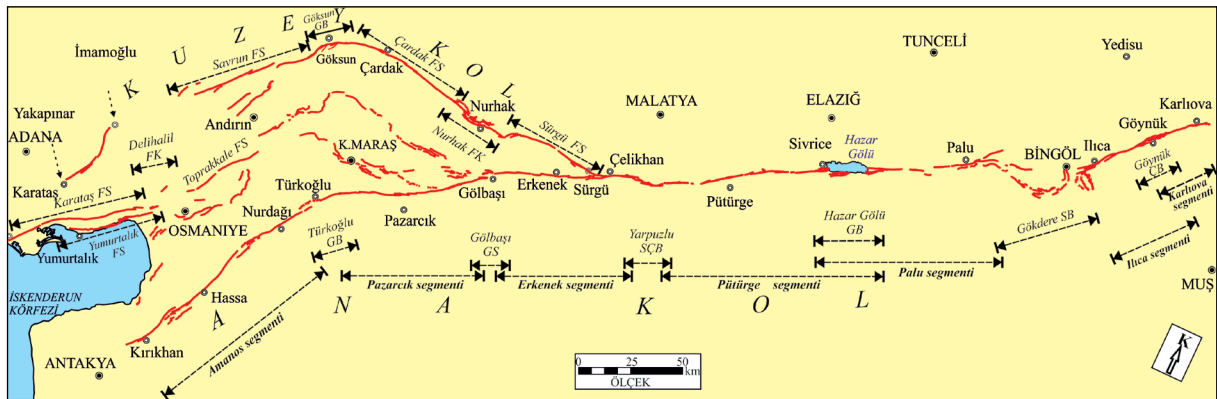 K U Z E Y K O L
Göksun
GB
İmamoğlu
Savrun FS
Göksun
Çardak
Çardak FS
TUNCELİ
Yedisu
Yakapınar
ADANA
Andırın
Nurhak
Nurhak FK
MALATYA
ELAZIĞ
Karlıova
Delihalil
FK
Toprakkale FS
K.MARAŞ
Sürgü FS
Sivrice
Hazar
Gölü
Palu
Göynük
Ilıca
BİNGÖL
Göynük
ÇB
Karataş
Karataş FS
Türkoğlu
Gölbaşı
Erkenek
Sürgü
Çelikhan
Pütürge
Karlıova
segmenti
OSMANIYE
Nurdağı
Pazarcık
Yumurtalık
Yumurtalık
FS
Türkoğlu
GB
Gölbaşı
GS
Yarpuzlu
SÇB
Hazar Gölü
GB
Gökdere SB
Ilıca segmenti
Pazarcık segmenti
Erkenek segmenti
Pütürge segmenti
Palu segmenti
MUŞ
İSKENDERUN
KÖRFEZİ
Hassa
A N A K O L
Amanos segmenti
Kırıkhan
ANTAKYA
0 25 50
km
ÖLÇEK
K